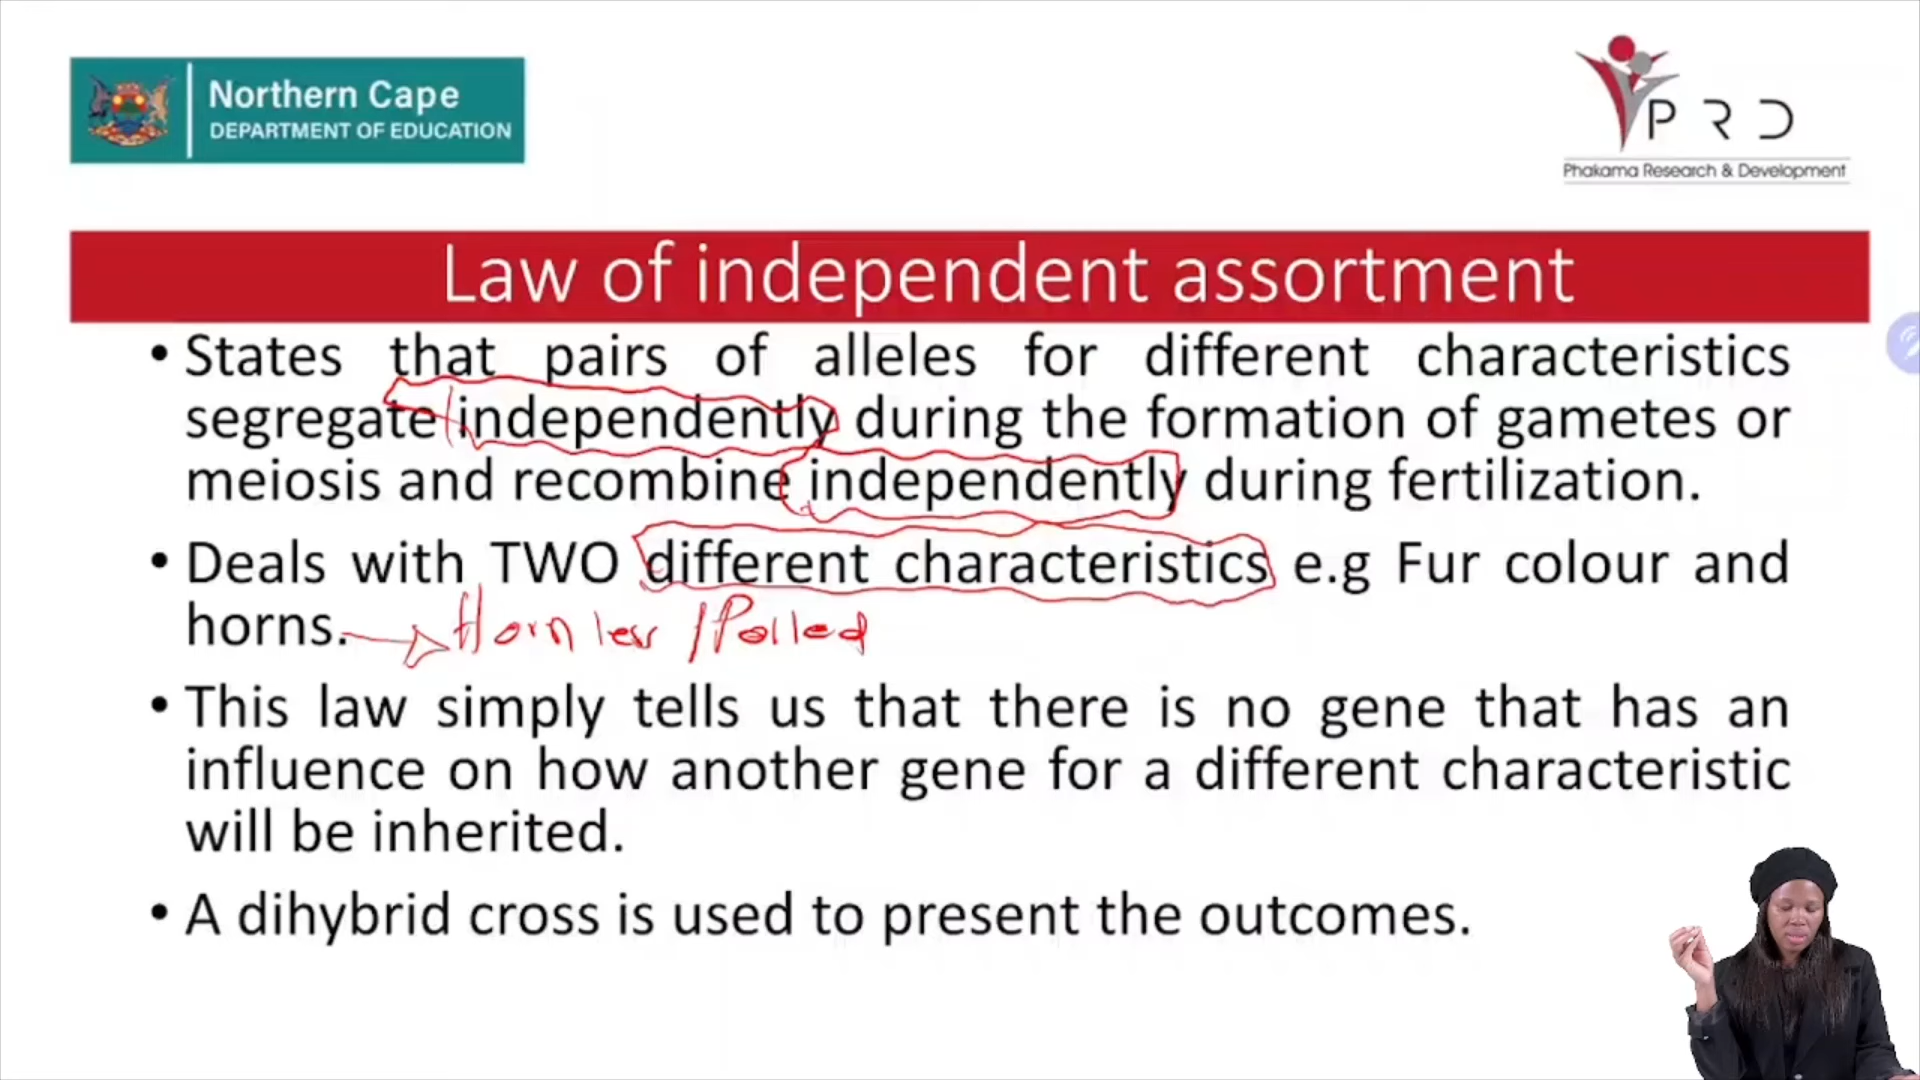 Northern Cape
DEPARTMENT OF EDUCATION
PRD
Phakama Research & Development
Law of independent assortment
• States that pairs of alleles for different characteristics
segregate independently during the formation of gametes or
meiosis and recombine independently during fertilization.
• Deals with TWO different characteristics e.g Fur colour and
horns. Hornless / Polled
• This law simply tells us that there is no gene that has an
influence on how another gene for a different characteristic
will be inherited.
• A dihybrid cross is used to present the outcomes.